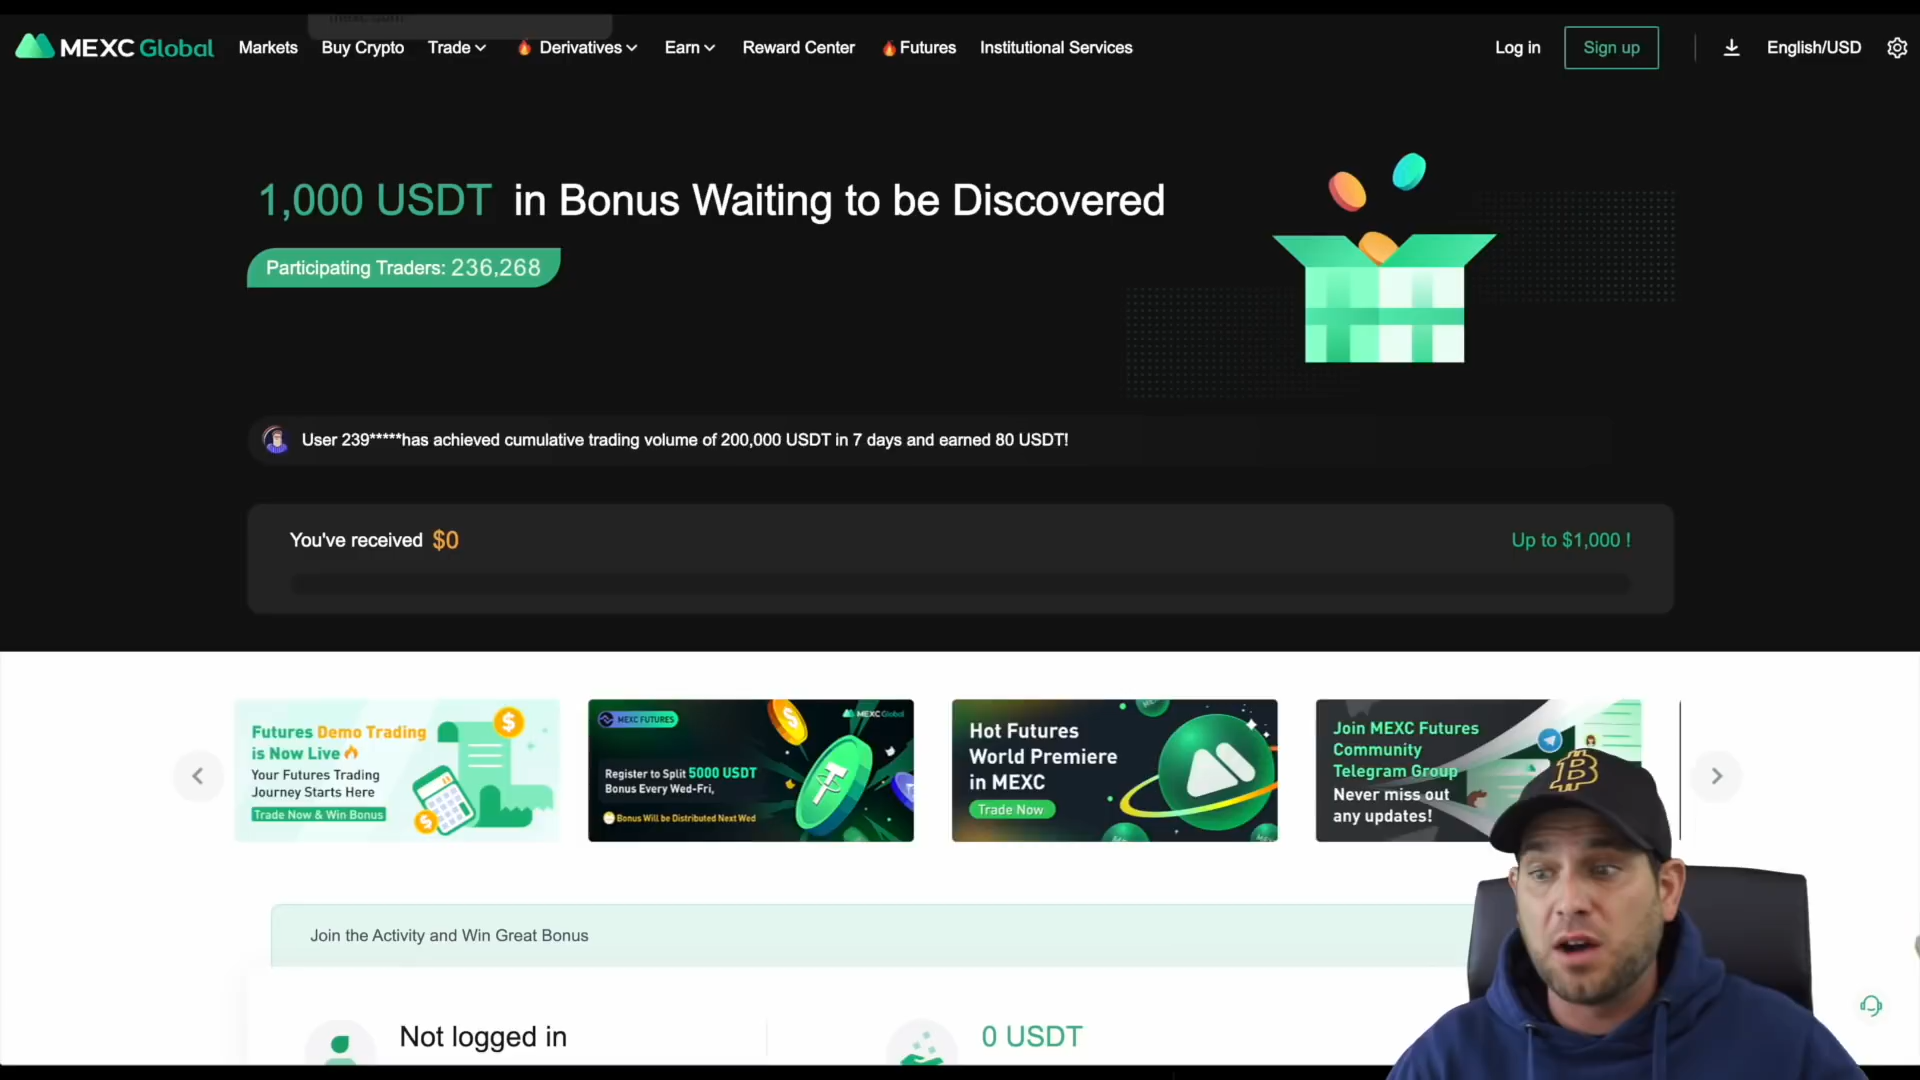 MEXC Global
Markets
Buy Crypto
Trade
Derivatives
Earn
Reward Center
Futures
Institutional Services
Log in
Sign up
English/USD
1,000 USDT in Bonus Waiting to be Discovered
Participating Traders: 236,268
User 239*****has achieved cumulative trading volume of 200,000 USDT in 7 days and earned 80 USDT!
You've received $0
Up to $1,000 !
Futures Demo Trading
is Now Live
Your Futures Trading
Journey Starts Here
Trade Now & Win Bonus
MEXC FUTURES
MEXC Global
Register to Split 5000 USDT
Bonus Every Wed-Fri,
Bonus Will be Distributed Next Wed
Hot Futures
World Premiere
in MEXC
Trade Now
Join MEXC Futures
Community
Telegram Group
Never miss out
any updates!
Join the Activity and Win Great Bonus
Not logged in
0 USDT